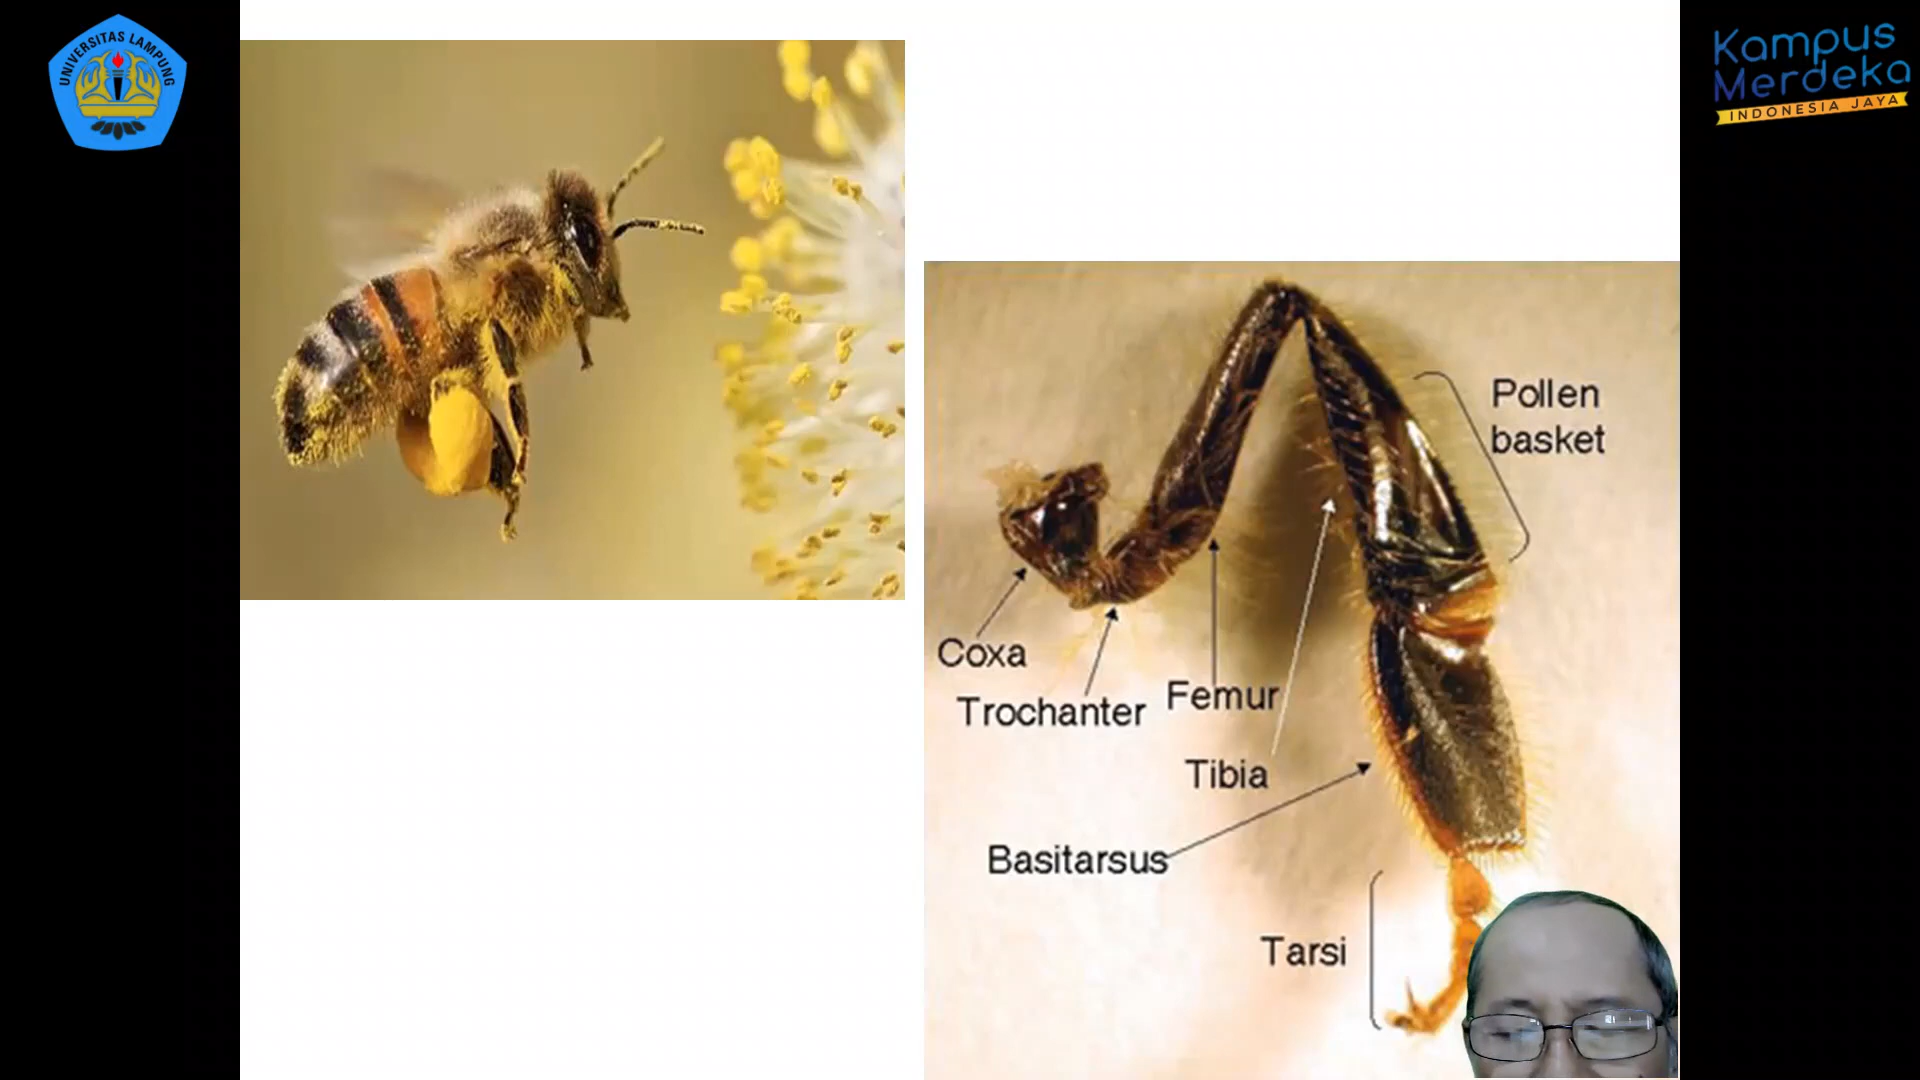 UNIVERSITAS LAMPUNG
Kampus
Merdeka
INDONESIA JAYA
Pollen
basket
Coxa
Trochanter
Femur
Tibia
Basitarsus
Tarsi